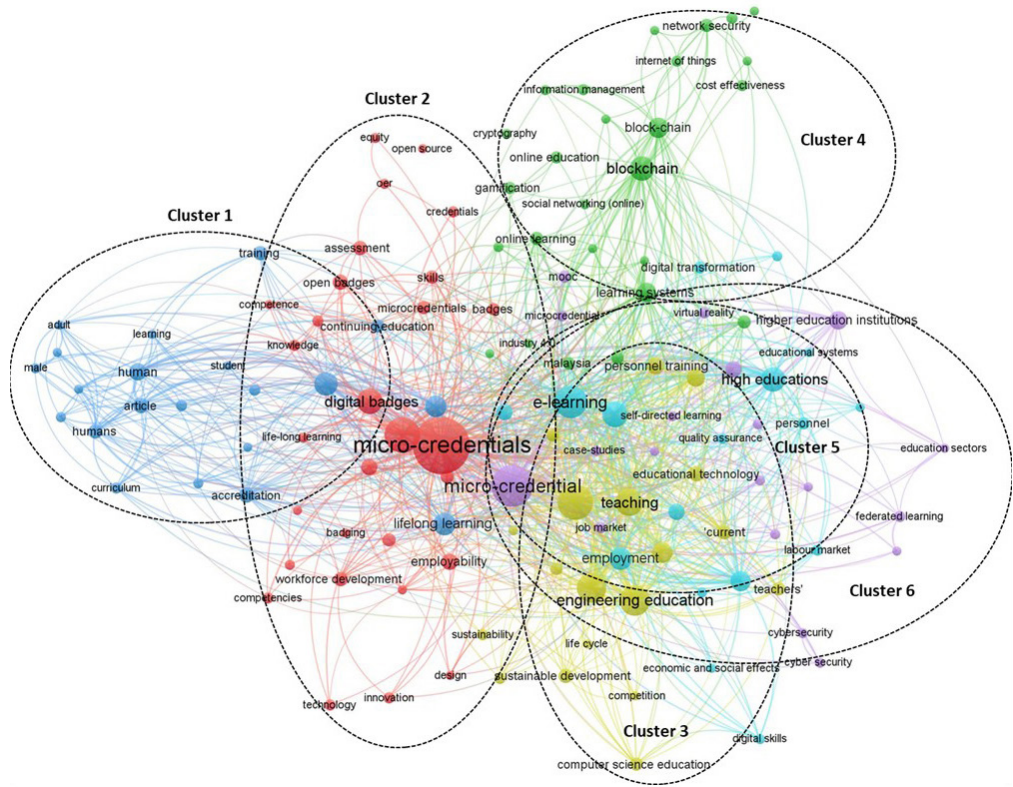 network security
internet of things
cost effectiveness
information management
Cluster 2
block-chain
cryptography
equity
Cluster 4
open source
online education
blockchain
oer
gamification
social networking (online)
credentials
Cluster 1
online learning
assessment
training
digital transformation
skills
mooc
open badges
learning systems
competence
microcredentials
badges
microcredential
virtual reality
higher education institutions
adult
learning
continuing education
industry 4.0
knowledge
educational systems
malaysia
personnel training
male
human
student
high educations
digital badges
e-learning
article
self-directed learning
personnel
humans
life-long learning
quality assurance
micro-credentials
case-studies
Cluster 5
education sectors
educational technology
curriculum
accreditation
micro-credential
teaching
federated learning
lifelong learning
job market
'current
badging
labour market
employability
employment
workforce development
teachers'
Cluster 6
competencies
engineering education
sustainability
life cycle
cybersecurity
cyber security
design
sustainable development
economic and social effects
innovation
technology
competition
Cluster 3
digital skills
computer science education